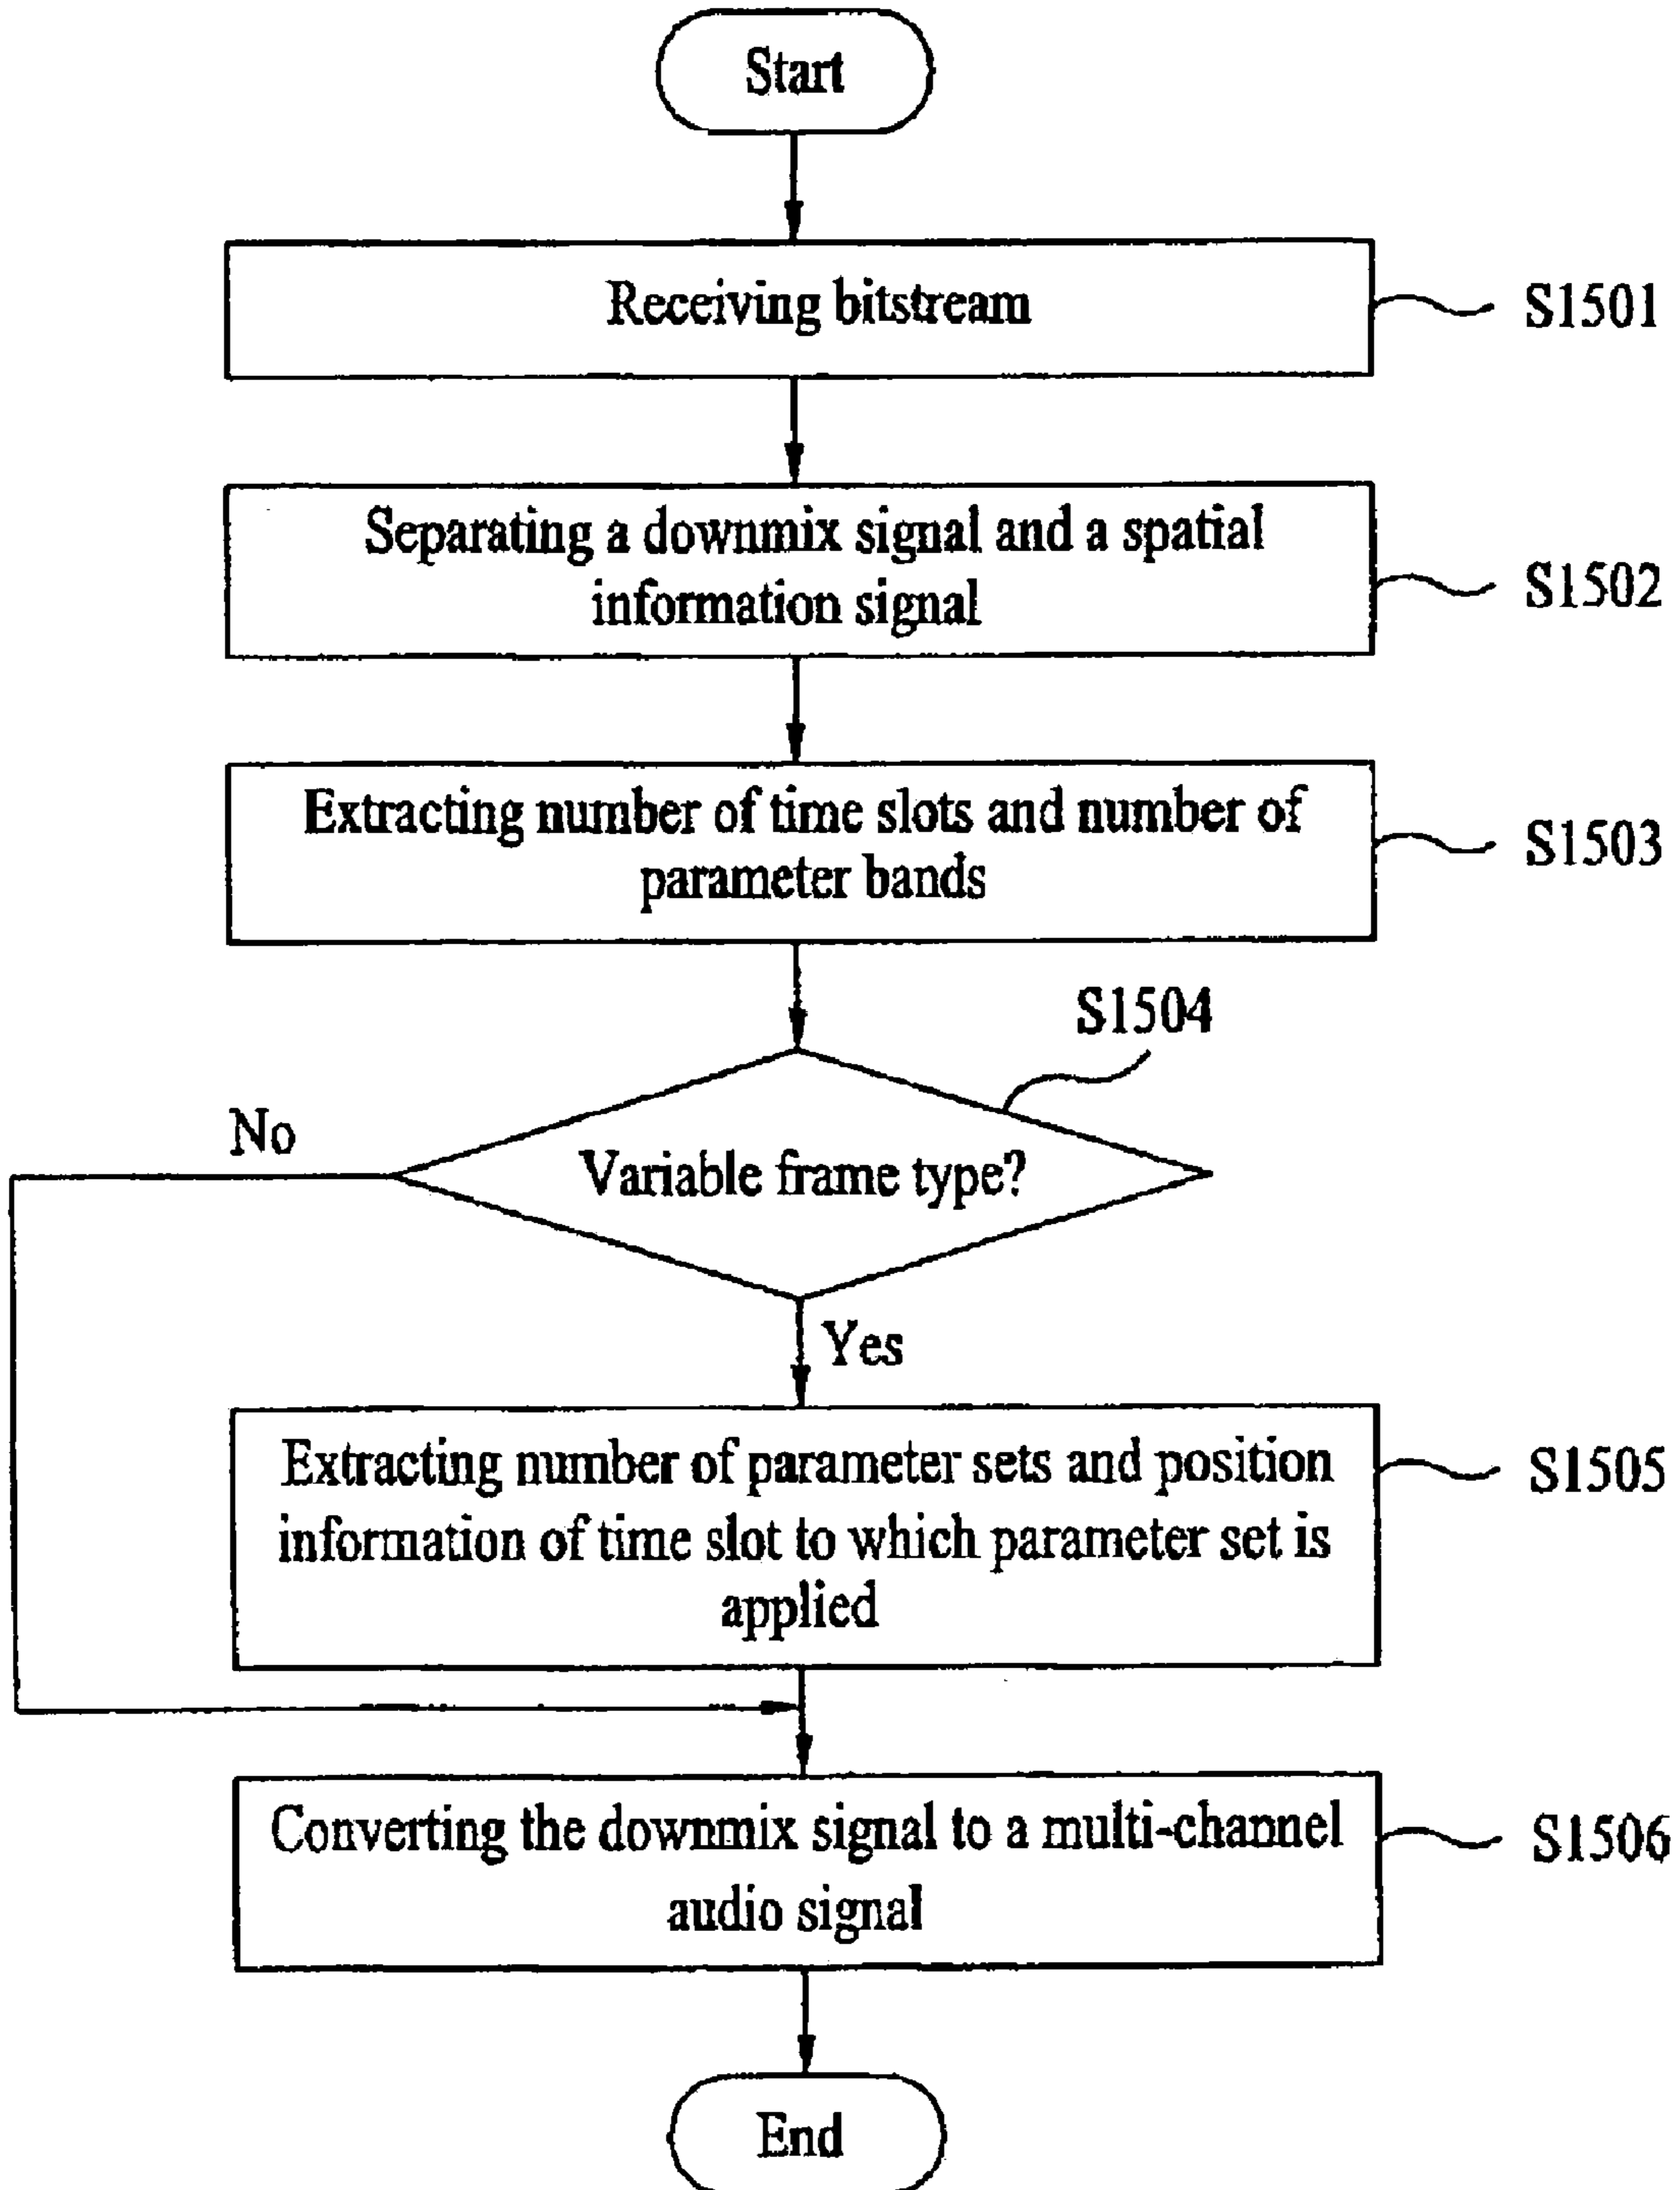 Start
Receiving bitstream
S1501
Separating a downmix signal and a spatial
information signal
S1502
Extracting number of time slots and number of
parameter bands
S1503
S1504
No
Variable frame type?
Yes
Extracting number of parameter sets and position
information of time slot to which parameter set is
applied
S1505
Converting the downmix signal to a multi-channel
audio signal
S1506
End